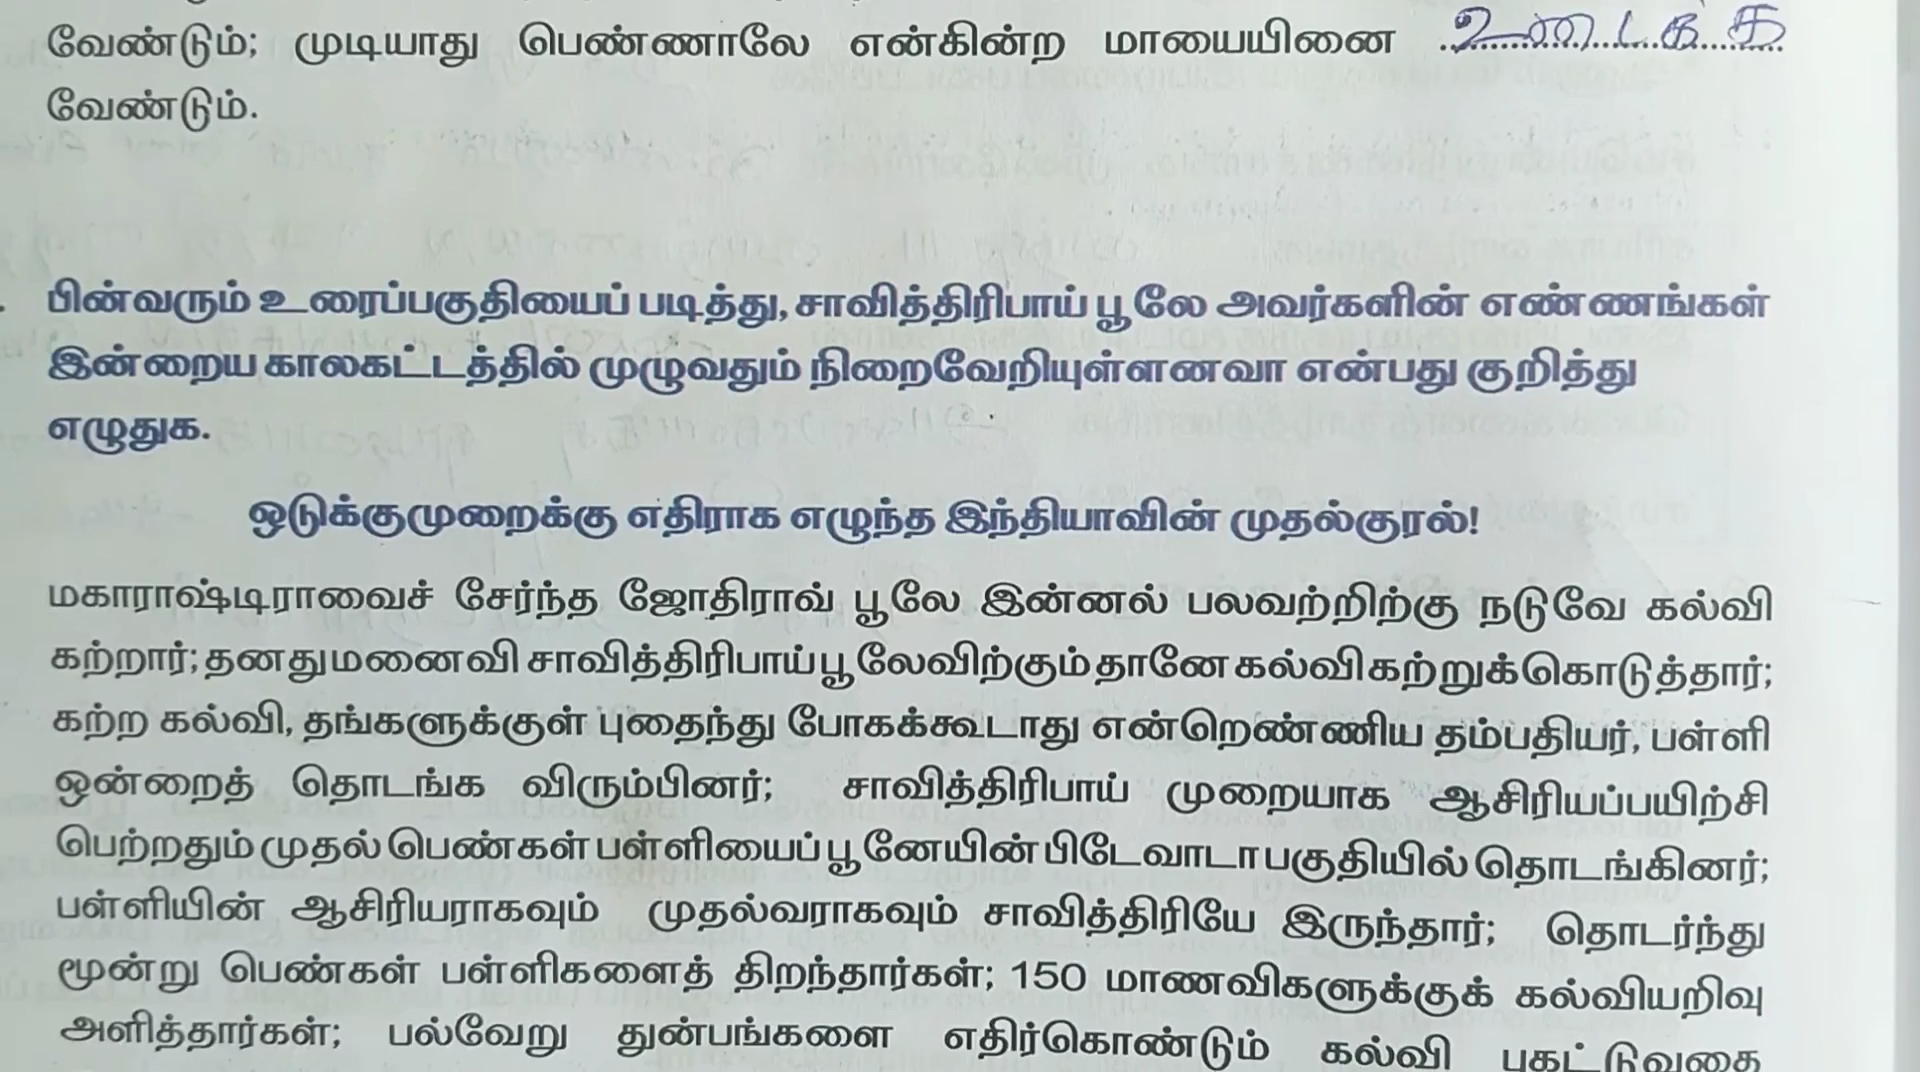 வேண்டும்; முடியாது பெண்ணாலே என்கின்ற மாயையினை ..உடைக்க..
வேண்டும்.
பின்வரும் உரைப்பகுதியைப் படித்து, சாவித்திரிபாய் பூலே அவர்களின் எண்ணங்கள்
இன்றைய காலகட்டத்தில் முழுவதும் நிறைவேறியுள்ளனவா என்பது குறித்து
எழுதுக.
ஒடுக்குமுறைக்கு எதிராக எழுந்த இந்தியாவின் முதல்குரல்!
மகாராஷ்டிராவைச் சேர்ந்த ஜோதிராவ் பூலே இன்னல் பலவற்றிற்கு நடுவே கல்வி
கற்றார்; தனது மனைவி சாவித்திரிபாய் பூலேவிற்கும் தானே கல்வி கற்றுக்கொடுத்தார்;
கற்ற கல்வி, தங்களுக்குள் புதைந்து போகக்கூடாது என்றெண்ணிய தம்பதியர், பள்ளி
ஒன்றைத் தொடங்க விரும்பினர்; சாவித்திரிபாய் முறையாக ஆசிரியப்பயிற்சி
பெற்றதும் முதல் பெண்கள் பள்ளியைப் பூனேயின் பிடேவாடா பகுதியில் தொடங்கினர்;
பள்ளியின் ஆசிரியராகவும் முதல்வராகவும் சாவித்திரியே இருந்தார்; தொடர்ந்து
மூன்று பெண்கள் பள்ளிகளைத் திறந்தார்கள்; 150 மாணவிகளுக்குக் கல்வியறிவு
அளித்தார்கள்; பல்வேறு துன்பங்களை எதிர்கொண்டும் கல்வி புகட்டுவதை